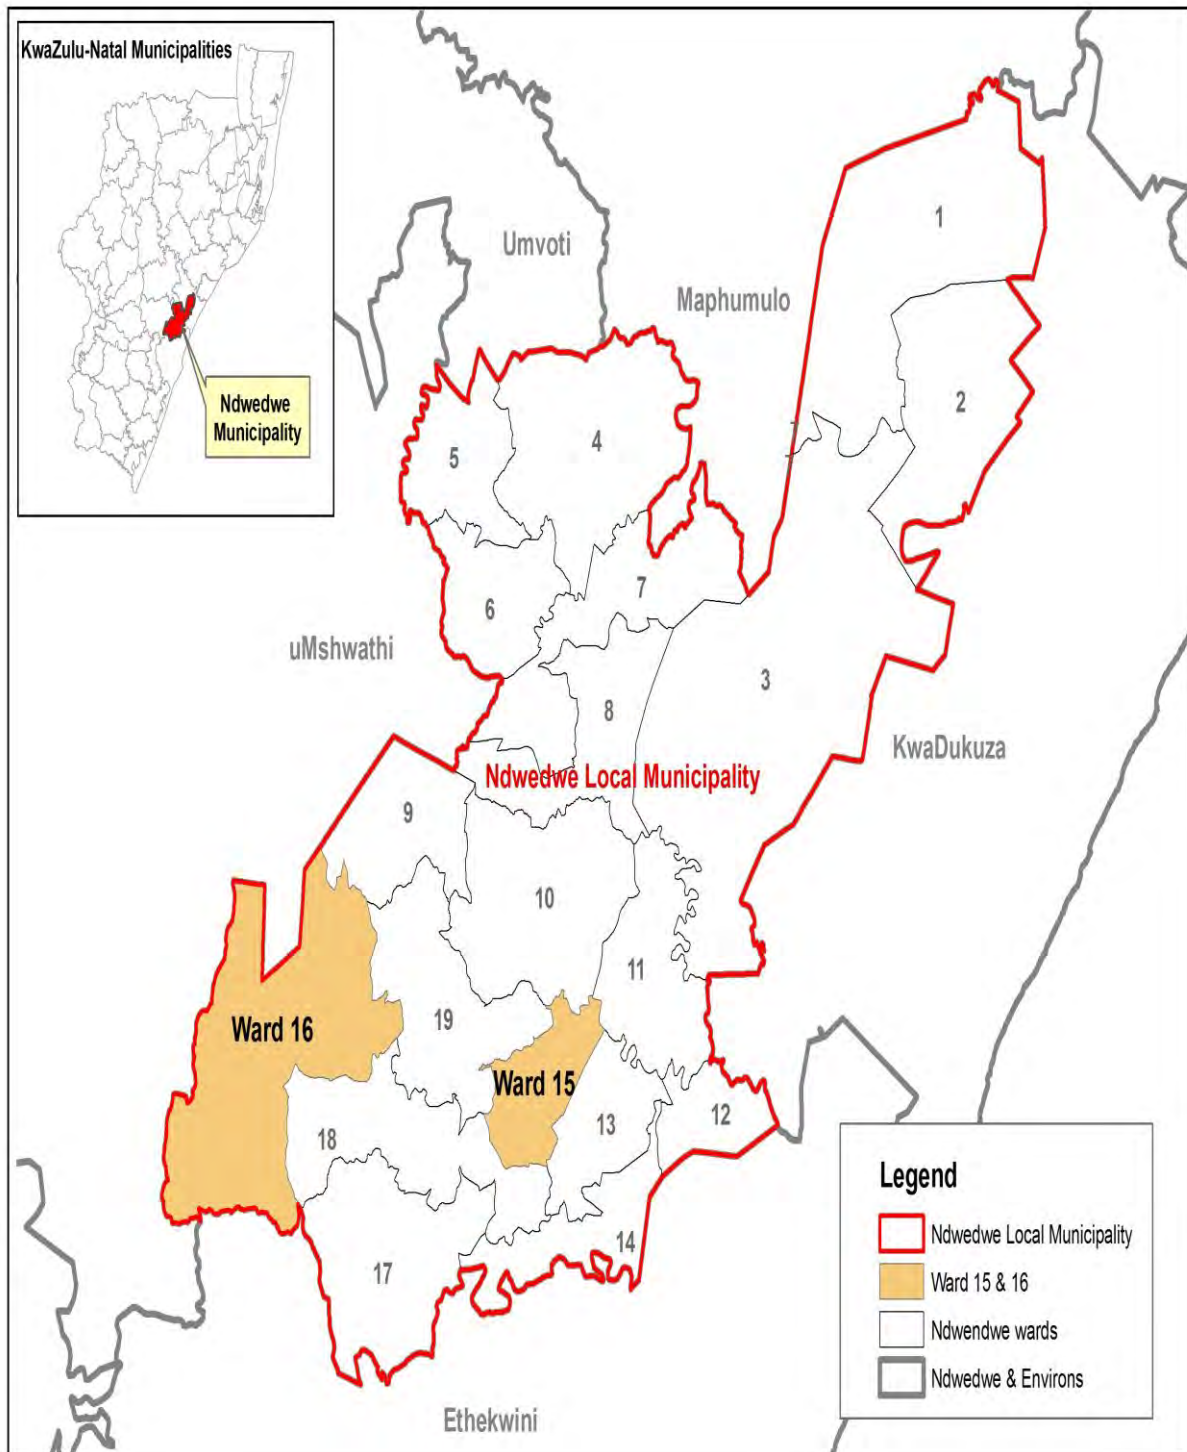 KwaZulu-Natal Municipalities
Ndwedwe
Municipality
Umvoti
Maphumulo
1
2
5
4
7
6
uMshwathi
3
8
KwaDukuza
Ndwedwe Local Municipality
9
10
11
19
Ward 16
Ward 15
12
13
18
14
17
Ethekwini
Legend
Ndwedwe Local Municipality
Ward 15 & 16
Ndwendwe wards
Ndwedwe & Environs